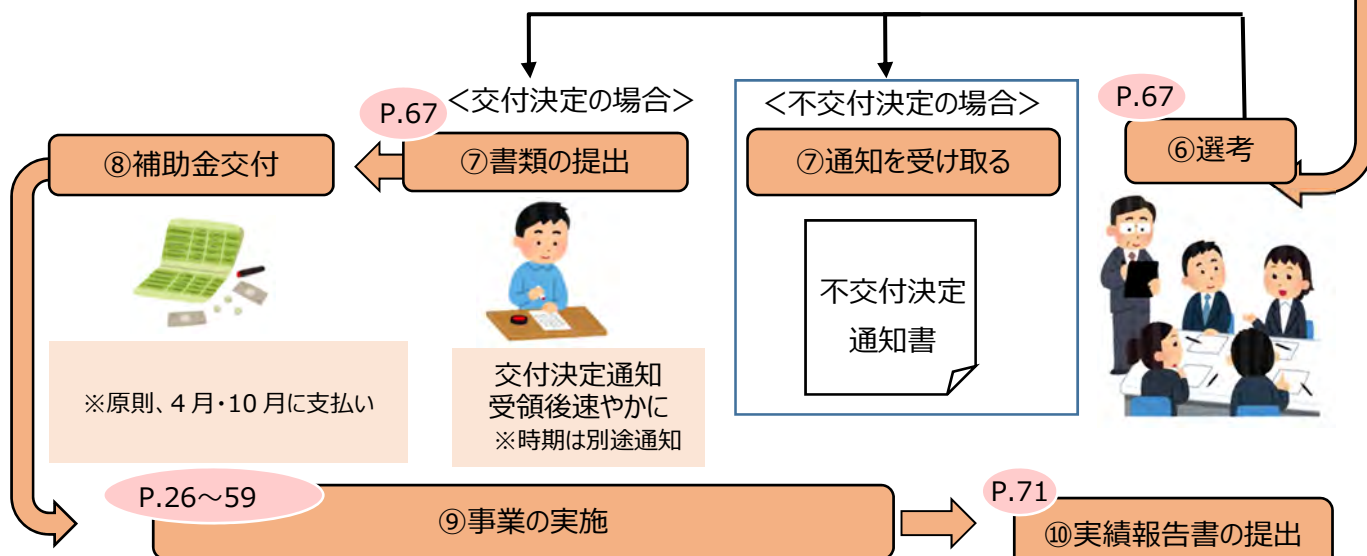 P.67
⑥選考
＜不交付決定の場合＞
⑦通知を受け取る
不交付決定
通知書
＜交付決定の場合＞
P.67
⑦書類の提出
交付決定通知
受領後速やかに
※時期は別途通知
⑧補助金交付
※原則、4 月・10 月に支払い
P.26～59
⑨事業の実施
P.71
⑩実績報告書の提出